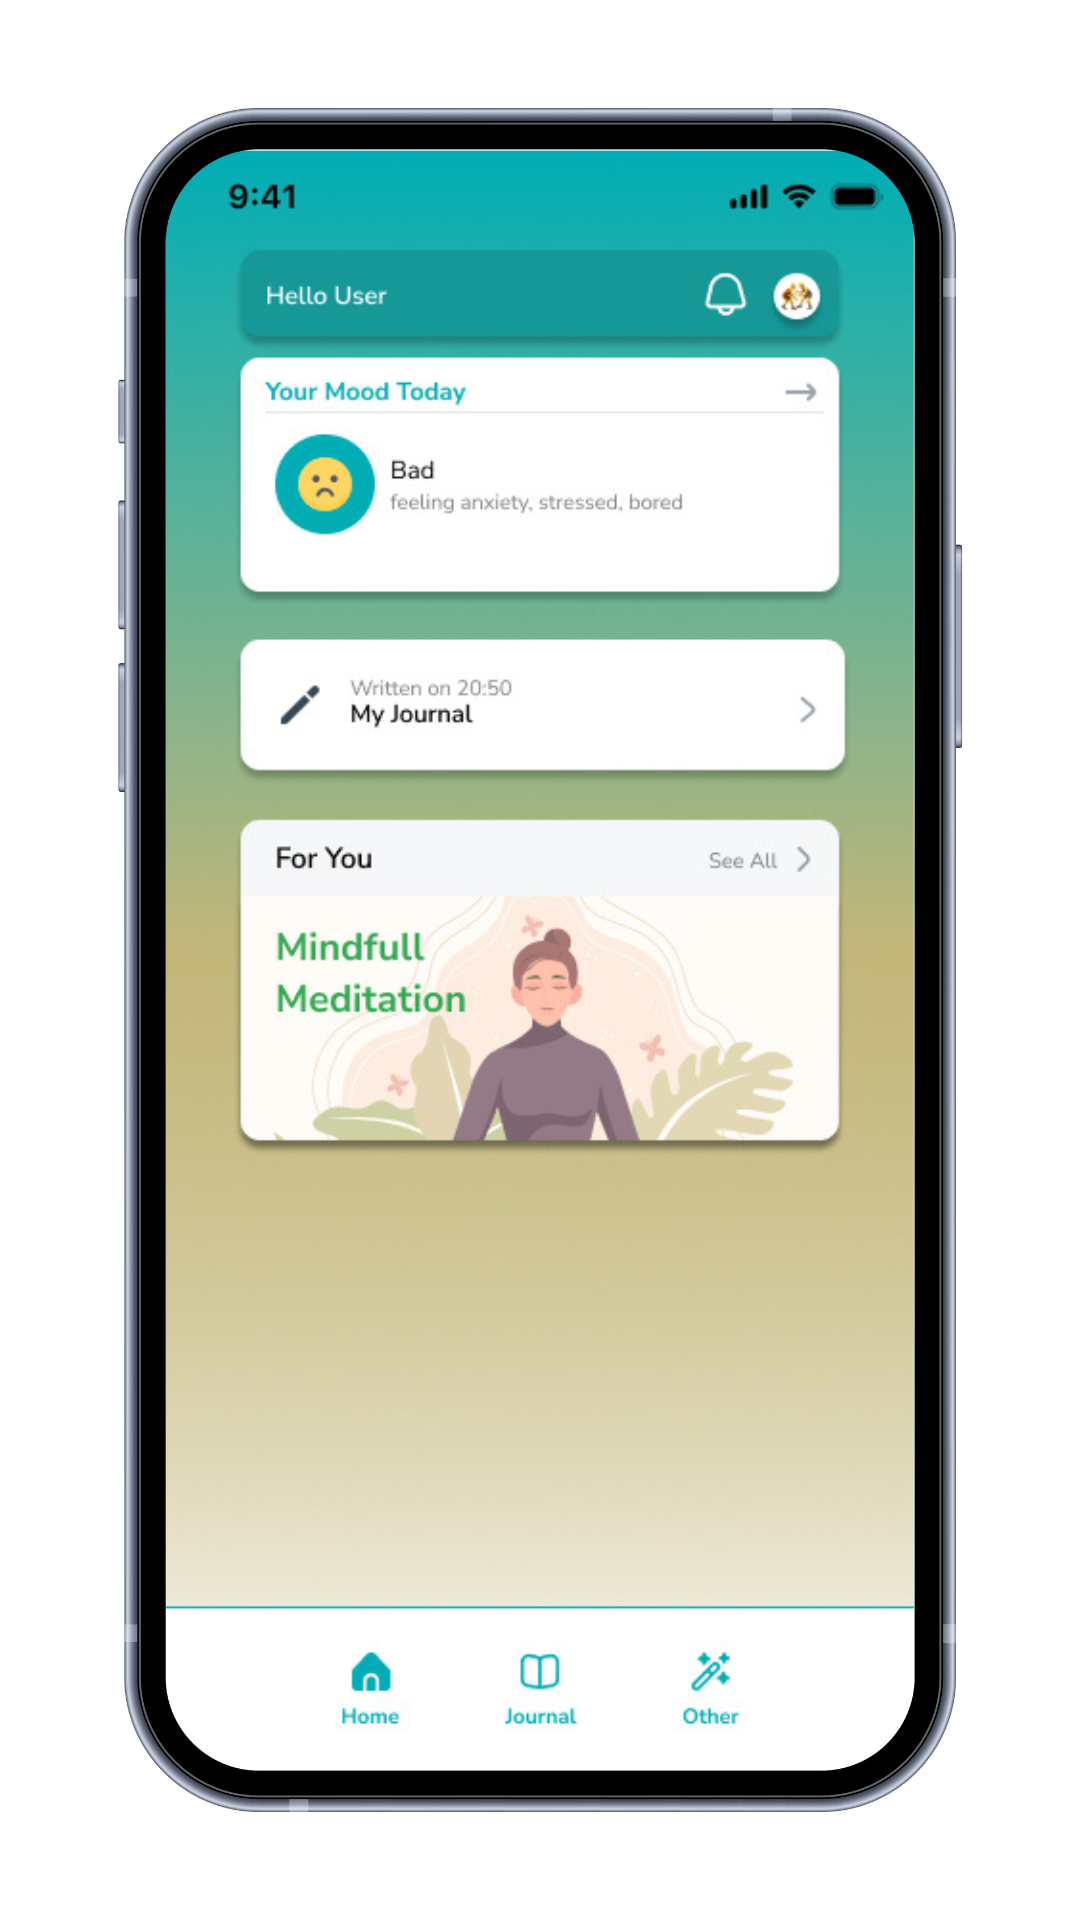 9:41
Hello User
Your Mood Today
Bad
feeling anxiety, stressed, bored
Written on 20:50
My Journal
For You
See All
Mindfull
Meditation
Home
Journal
Other